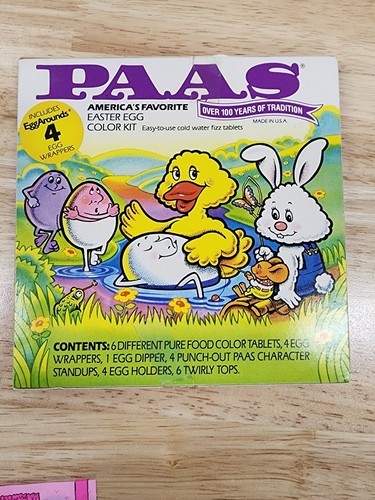 PAAS®
INCLUDES
EggArounds
4
EGG
WRAPPERS
AMERICA'S FAVORITE
EASTER EGG
COLOR KIT Easy-to-use cold water fizz tablets
OVER 100 YEARS OF TRADITION
MADE IN U.S.A.
CONTENTS: 6 DIFFERENT PURE FOOD COLOR TABLETS, 4 EGG
WRAPPERS, 1 EGG DIPPER, 4 PUNCH-OUT PAAS CHARACTER
STANDUPS, 4 EGG HOLDERS, 6 TWIRLY TOPS.